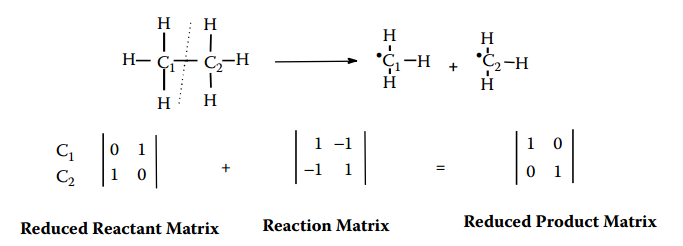 H H
H– C₁ – C₂–H
H H
H
•C₁–H
H
+
H
•C₂–H
H
C₁ | 0 1 | + | 1 –1 | = | 1 0 |
C₂ | 1 0 | | –1 1 | | 0 1 |
Reduced Reactant Matrix Reaction Matrix Reduced Product Matrix